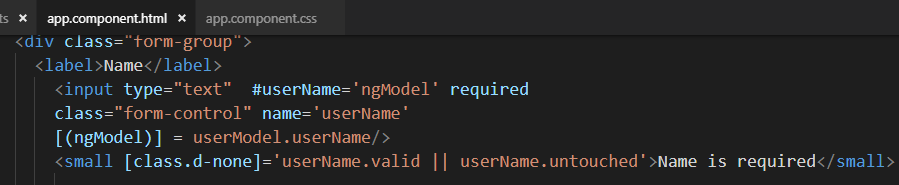 ts × app.component.html × app.component.css
<div class="form-group">
<label>Name</label>
<input type="text"  #userName='ngModel' required
class="form-control" name='userName'
[(ngModel)] = userModel.userName/>
<small [class.d-none]='userName.valid || userName.untouched'>Name is required</small>